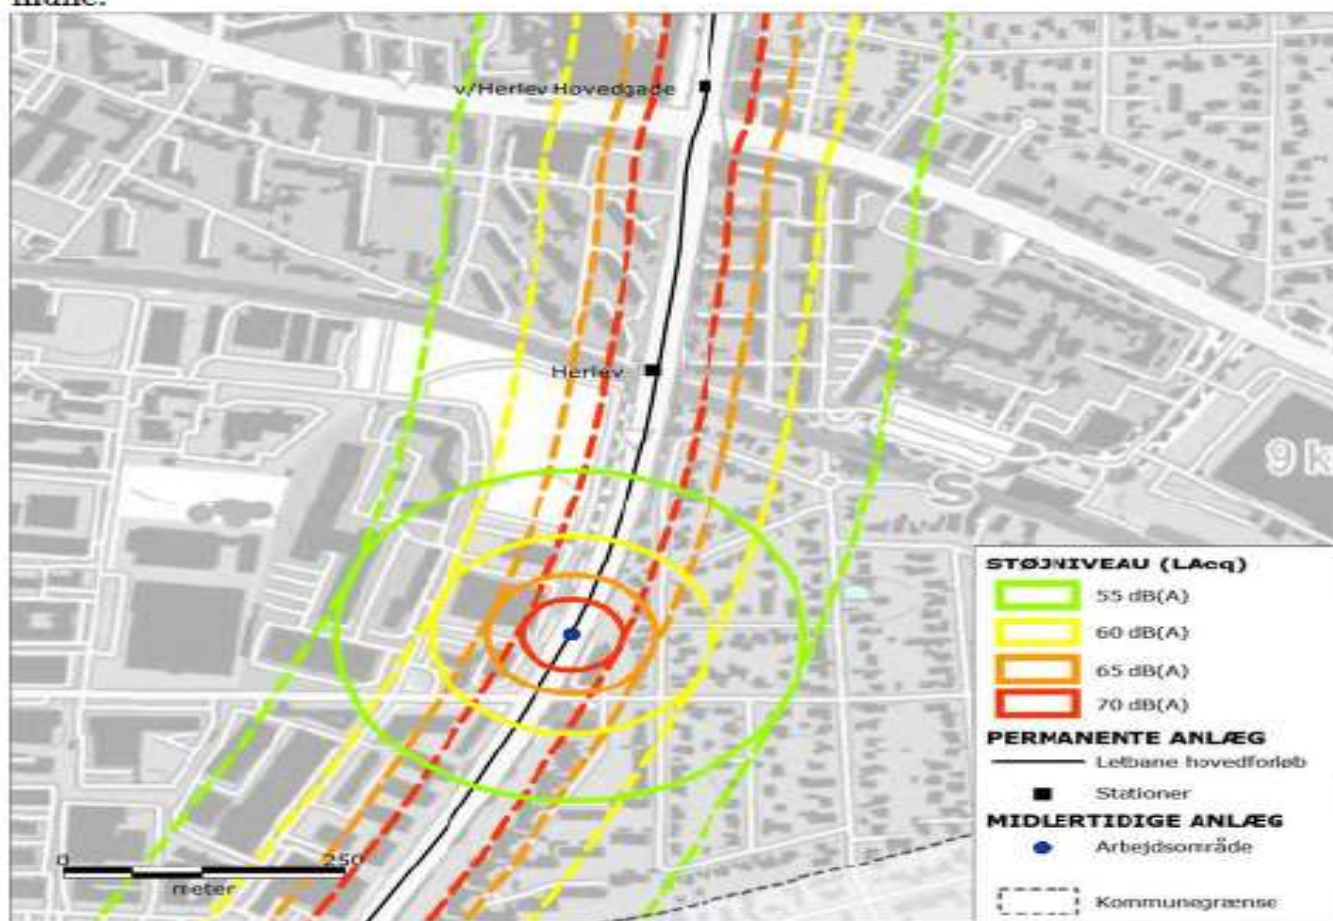 v/Herlev Hovedgade
Herlev
S
9 k
STØJNIVEAU (LAeq)
55 dB(A)
60 dB(A)
65 dB(A)
70 dB(A)
PERMANENTE ANLÆG
Letbane hovedforløb
Stationer
MIDLERTIDIGE ANLÆG
Arbejdsområde
Kommunegrænse
0 250
meter